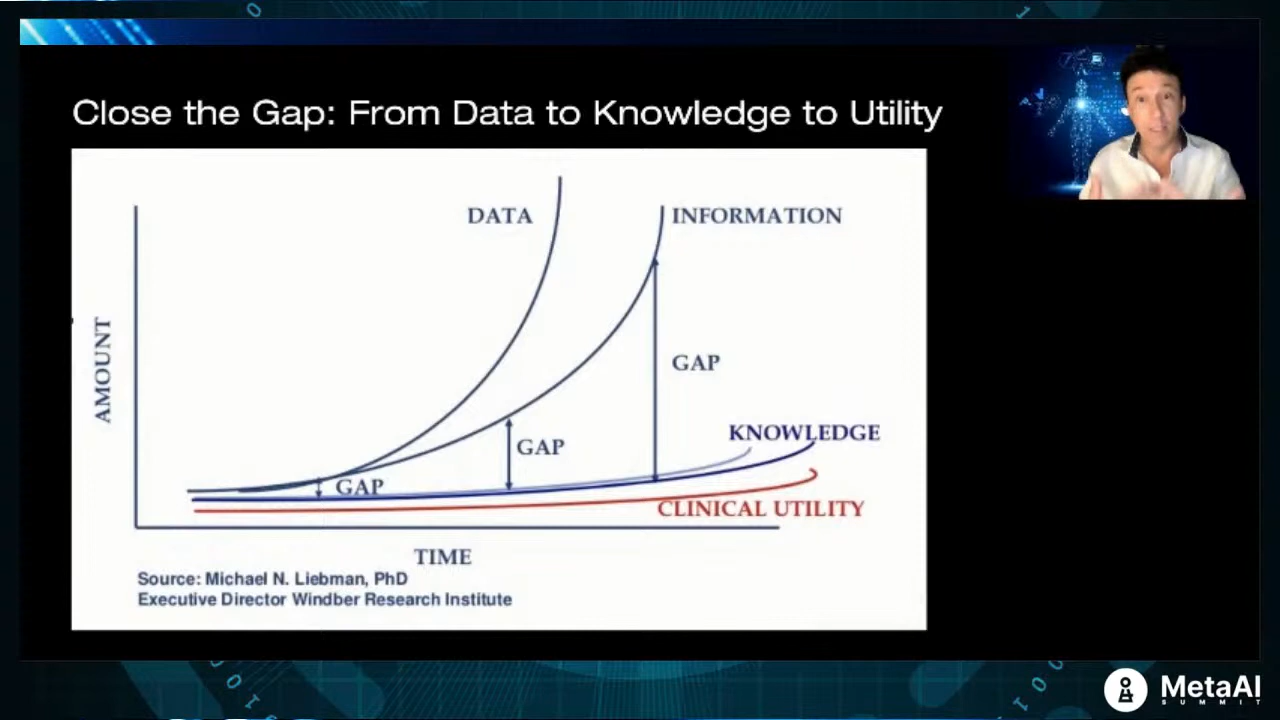 Close the Gap: From Data to Knowledge to Utility
DATA
INFORMATION
AMOUNT
GAP
KNOWLEDGE
GAP
GAP
CLINICAL UTILITY
TIME
Source: Michael N. Liebman, PhD
Executive Director Windber Research Institute
MetaAI
SUMMIT